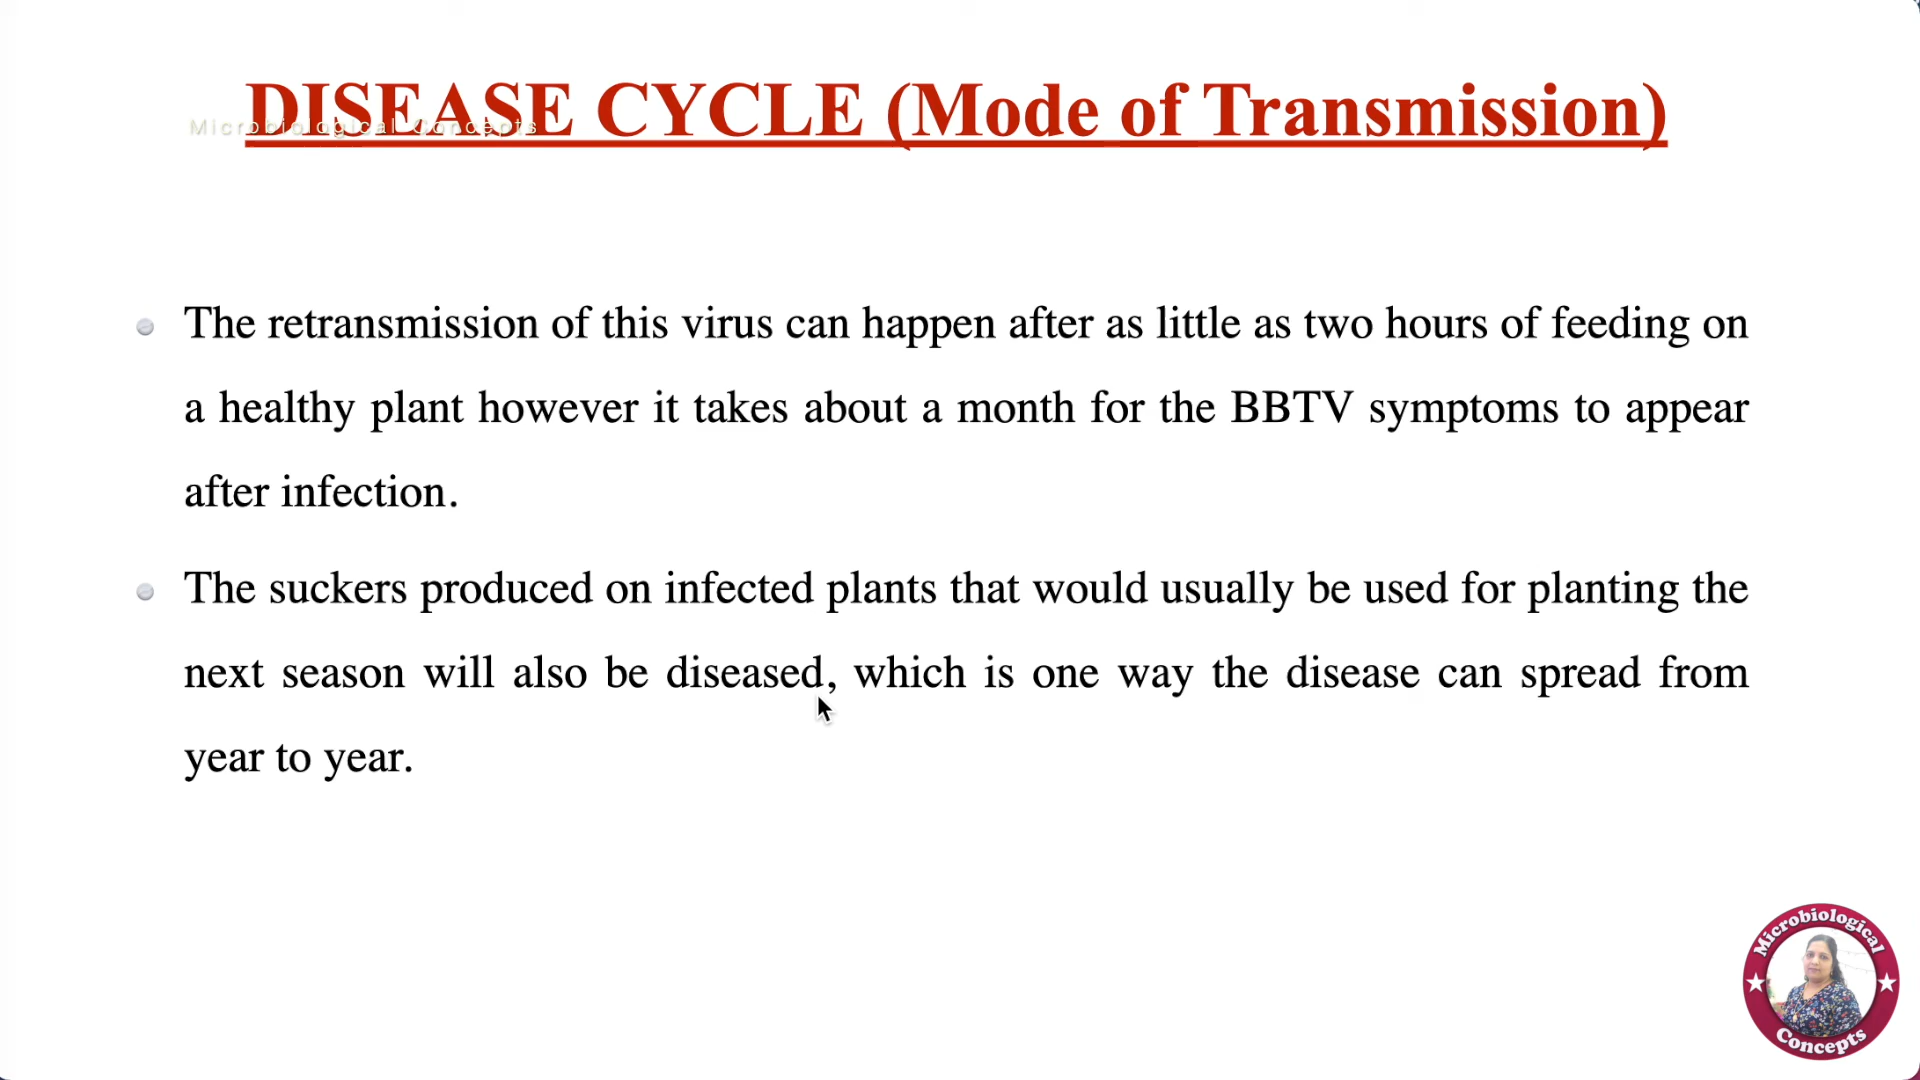 DISEASE CYCLE (Mode of Transmission)
Microbiological Concepts
The retransmission of this virus can happen after as little as two hours of feeding on
a healthy plant however it takes about a month for the BBTV symptoms to appear
after infection.
The suckers produced on infected plants that would usually be used for planting the
next season will also be diseased, which is one way the disease can spread from
year to year.
Microbiological
Concepts